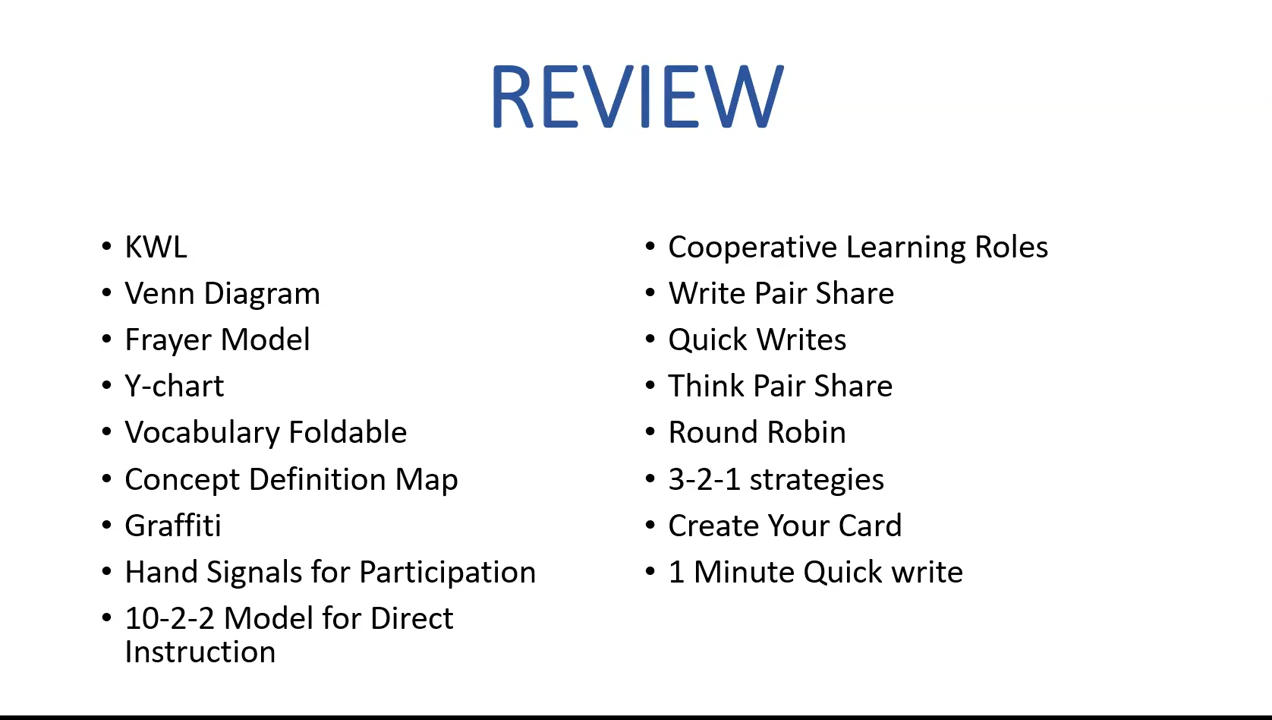 REVIEW
• KWL
• Venn Diagram
• Frayer Model
• Y-chart
• Vocabulary Foldable
• Concept Definition Map
• Graffiti
• Hand Signals for Participation
• 10-2-2 Model for Direct
Instruction
• Cooperative Learning Roles
• Write Pair Share
• Quick Writes
• Think Pair Share
• Round Robin
• 3-2-1 strategies
• Create Your Card
• 1 Minute Quick write